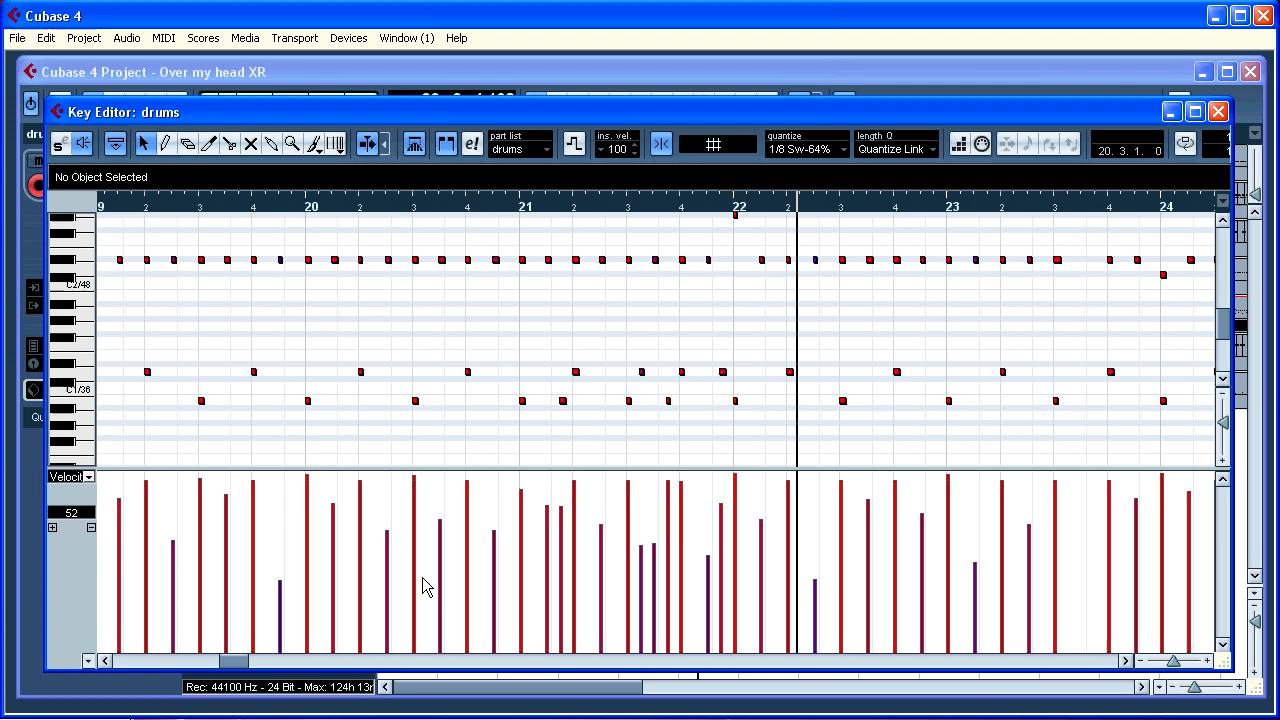 Cubase 4
File Edit Project Audio MIDI Scores Media Transport Devices Window (1) Help
Cubase 4 Project - Over my head XR
Key Editor: drums
part list
drums
ins. vel.
100
quantize
1/8 Sw-64%
length Q
Quantize Link
20. 3. 1. 0
No Object Selected
9 2 3 4 20 2 3 4 21 2 3 4 22 2 3 4 23 2 3 4 24
C2/48
C1/36
Velocit
52
Rec: 44100 Hz - 24 Bit - Max: 124h 13r